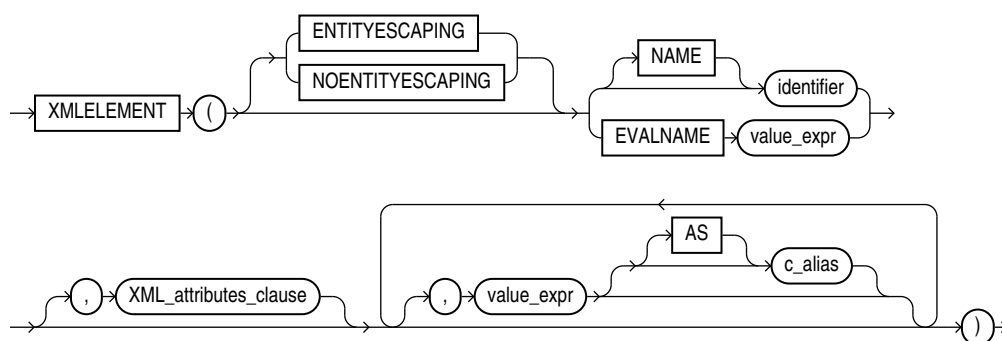 ENTITYESCAPING
NOENTITYESCAPING
NAME
identifier
XMLELEMENT (
EVALNAME value_expr
AS
c_alias
, XML_attributes_clause
, value_expr
)